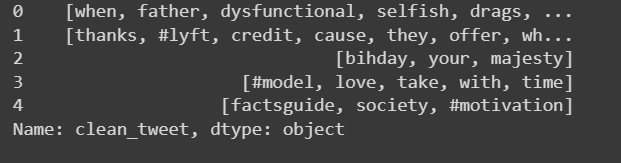 0 [when, father, dysfunctional, selfish, drags, ...
1 [thanks, #lyft, credit, cause, they, offer, wh...
2 [bihday, your, majesty]
3 [#model, love, take, with, time]
4 [factsguide, society, #motivation]
Name: clean_tweet, dtype: object